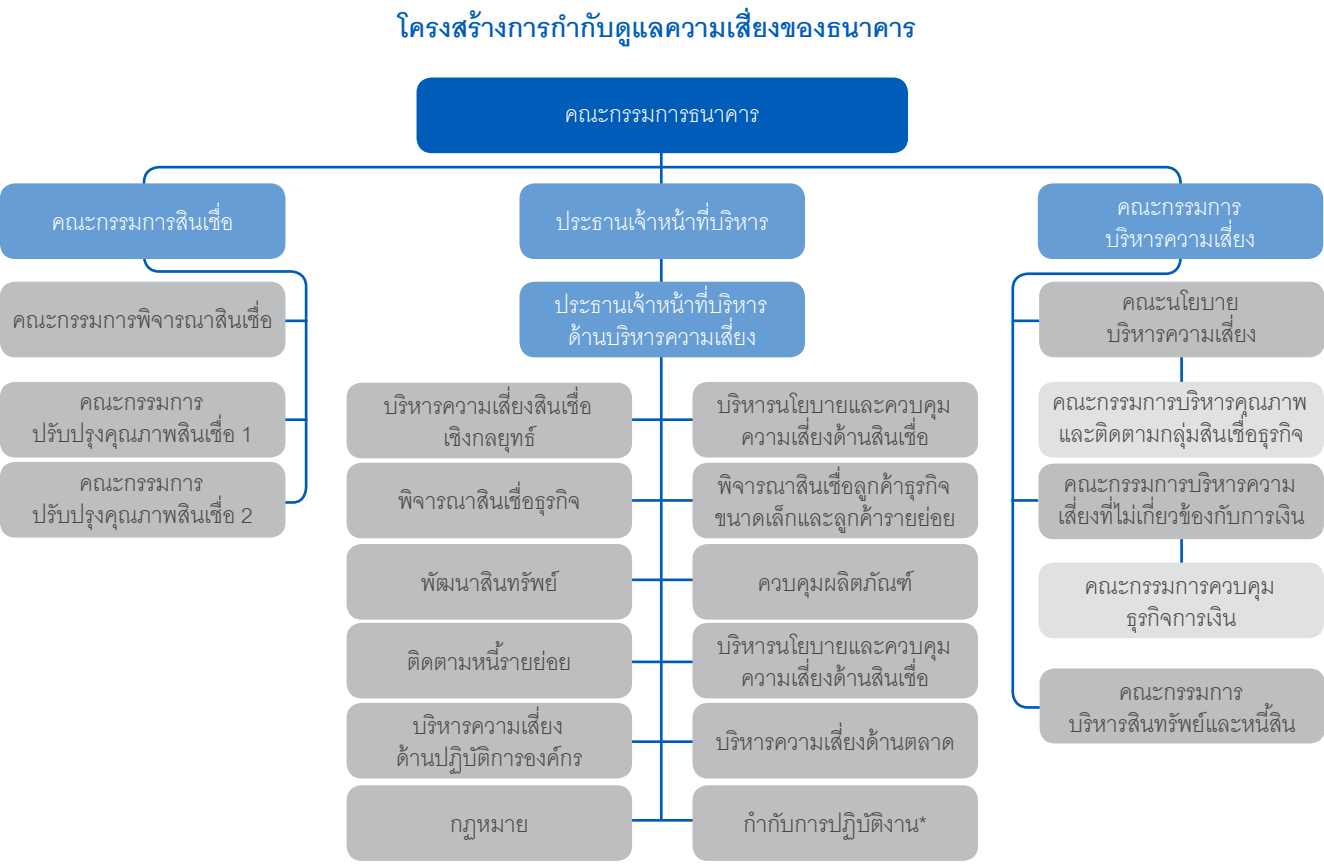 โครงสร้างการกำกับดูแลความเสี่ยงของธนาคาร
คณะกรรมการธนาคาร
คณะกรรมการสินเชื่อ
คณะกรรมการพิจารณาสินเชื่อ
คณะกรรมการ
ปรับปรุงคุณภาพสินเชื่อ 1
คณะกรรมการ
ปรับปรุงคุณภาพสินเชื่อ 2
ประธานเจ้าหน้าที่บริหาร
ประธานเจ้าหน้าที่บริหาร
ด้านบริหารความเสี่ยง
บริหารความเสี่ยงสินเชื่อ
เชิงกลยุทธ์
บริหารนโยบายและควบคุม
ความเสี่ยงด้านสินเชื่อ
พิจารณาสินเชื่อธุรกิจ
พิจารณาสินเชื่อลูกค้าธุรกิจ
ขนาดเล็กและลูกค้ารายย่อย
พัฒนาสินทรัพย์
ควบคุมผลิตภัณฑ์
ติดตามหนี้รายย่อย
บริหารนโยบายและควบคุม
ความเสี่ยงด้านสินเชื่อ
บริหารความเสี่ยง
ด้านปฏิบัติการองค์กร
บริหารความเสี่ยงด้านตลาด
กฎหมาย
กำกับการปฏิบัติงาน*
คณะกรรมการ
บริหารความเสี่ยง
คณะนโยบาย
บริหารความเสี่ยง
คณะกรรมการบริหารคุณภาพ
และติดตามกลุ่มสินเชื่อธุรกิจ
คณะกรรมการบริหารความ
เสี่ยงที่ไม่เกี่ยวข้องกับการเงิน
คณะกรรมการควบคุม
ธุรกิจการเงิน
คณะกรรมการ
บริหารสินทรัพย์และหนี้สิน